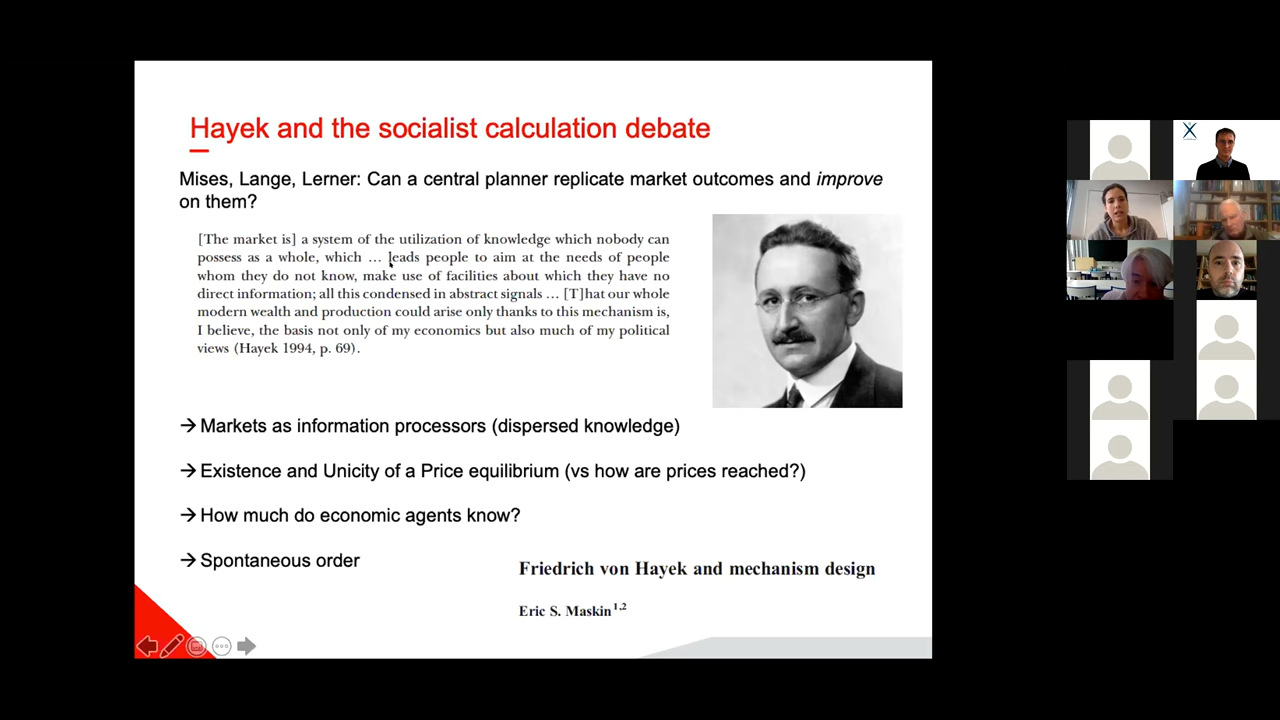 Hayek and the socialist calculation debate
Mises, Lange, Lerner: Can a central planner replicate market outcomes and improve
on them?
[The market is] a system of the utilization of knowledge which nobody can
possess as a whole, which … leads people to aim at the needs of people
whom they do not know, make use of facilities about which they have no
direct information; all this condensed in abstract signals … [T]hat our whole
modern wealth and production could arise only thanks to this mechanism is,
I believe, the basis not only of my economics but also much of my political
views (Hayek 1994, p. 69).
→ Markets as information processors (dispersed knowledge)
→ Existence and Unicity of a Price equilibrium (vs how are prices reached?)
→ How much do economic agents know?
→ Spontaneous order
Friedrich von Hayek and mechanism design
Eric S. Maskin1,2